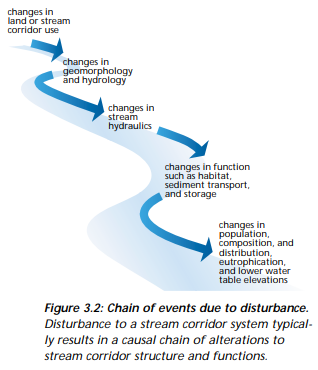 changes in
land or stream
corridor use
changes in
geomorphology
and hydrology
changes in
stream
hydraulics
changes in function
such as habitat,
sediment transport,
and storage
changes in
population,
composition, and
distribution,
eutrophication,
and lower water
table elevations
Figure 3.2: Chain of events due to disturbance.
Disturbance to a stream corridor system typical-
ly results in a causal chain of alterations to
stream corridor structure and functions.